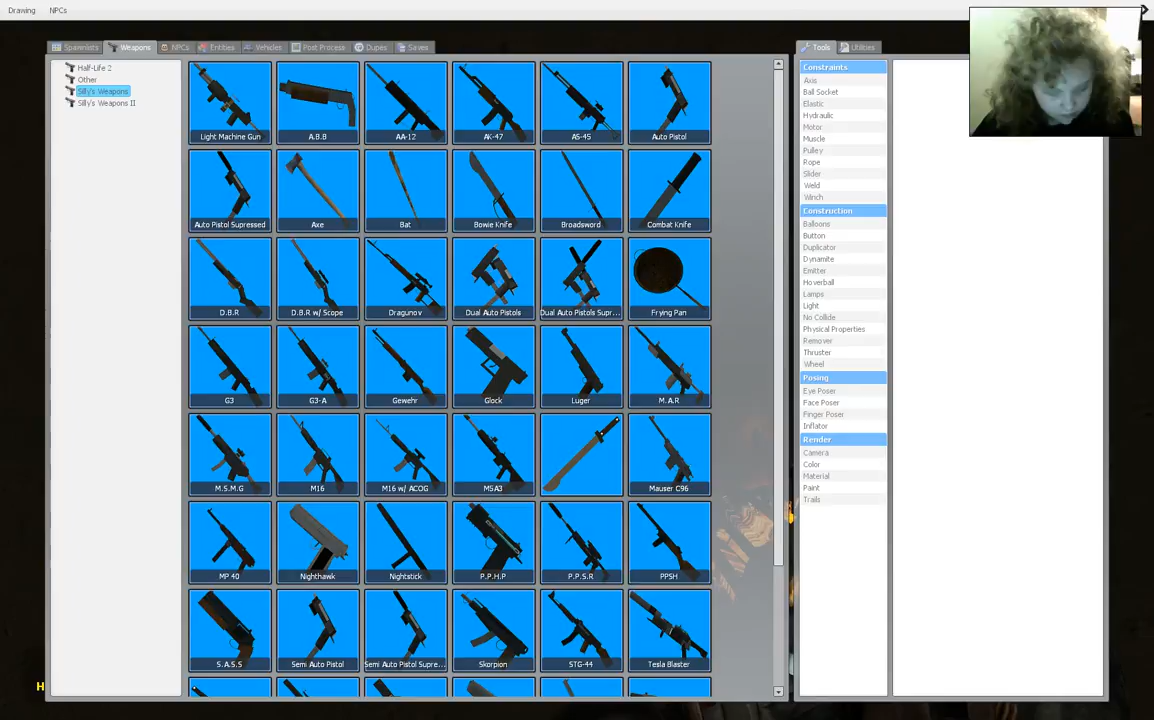 Drawing NPCs
Spawnlists Weapons NPCs Entities Vehicles Post Process Dupes Saves
Tools Utilities
Half-Life 2
Other
Silly's Weapons
Silly's Weapons II
Light Machine Gun A.B.B AA-12 AK-47 AS-45 Auto Pistol
Auto Pistol Supressed Axe Bat Bowie Knife Broadsword Combat Knife
D.B.R D.B.R w/ Scope Dragunov Dual Auto Pistols Dual Auto Pistols Supr... Frying Pan
G3 G3-A Gewehr Glock Luger M.A.R
M.S.M.G M16 M16 w/ ACOG M5A3 Mauser C96
MP 40 Nighthawk Nightstick P.P.H.P P.P.S.R PPSH
S.A.S.S Semi Auto Pistol Semi Auto Pistol Supre... Skorpion STG-44 Tesla Blaster
Constraints
Axis
Ball Socket
Elastic
Hydraulic
Motor
Muscle
Pulley
Rope
Slider
Weld
Winch
Construction
Balloons
Button
Duplicator
Dynamite
Emitter
Hoverball
Lamps
Light
No Collide
Physical Properties
Remover
Thruster
Wheel
Posing
Eye Poser
Face Poser
Finger Poser
Inflator
Render
Camera
Color
Material
Paint
Trails
H